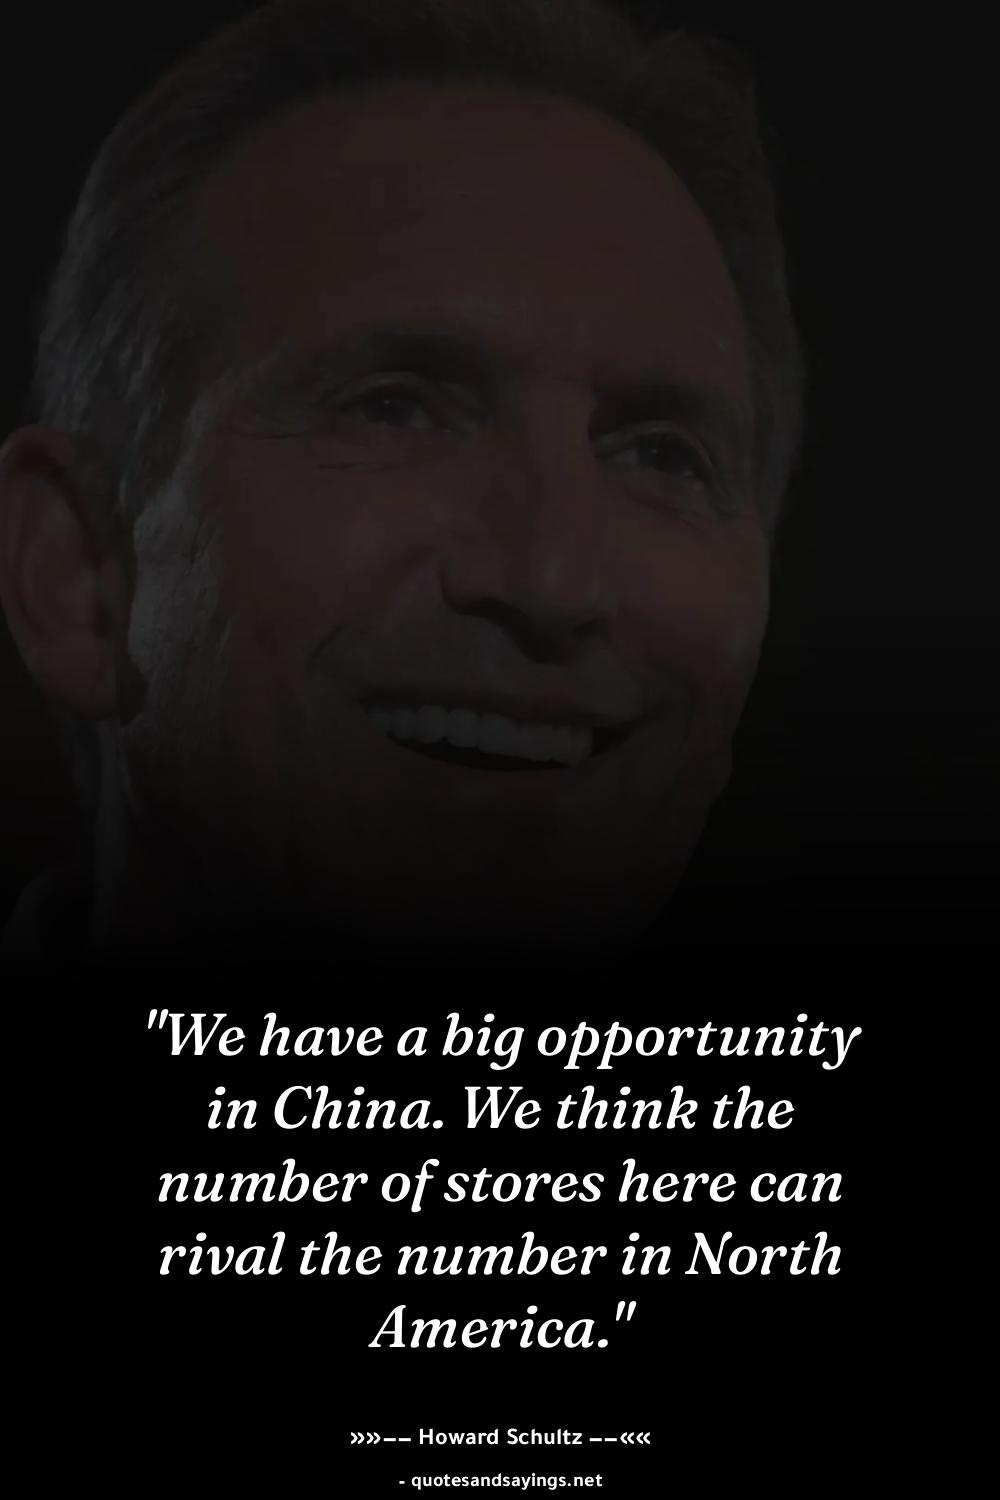 "We have a big opportunity
in China. We think the
number of stores here can
rival the number in North
America."
»»–– Howard Schultz ––««
- quotesandsayings.net